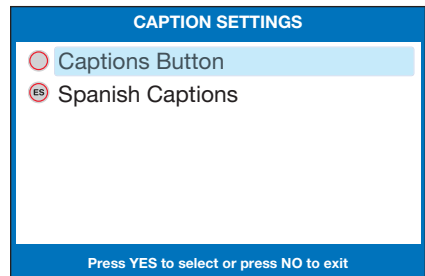 CAPTION SETTINGS
Captions Button
ES Spanish Captions
Press YES to select or press NO to exit